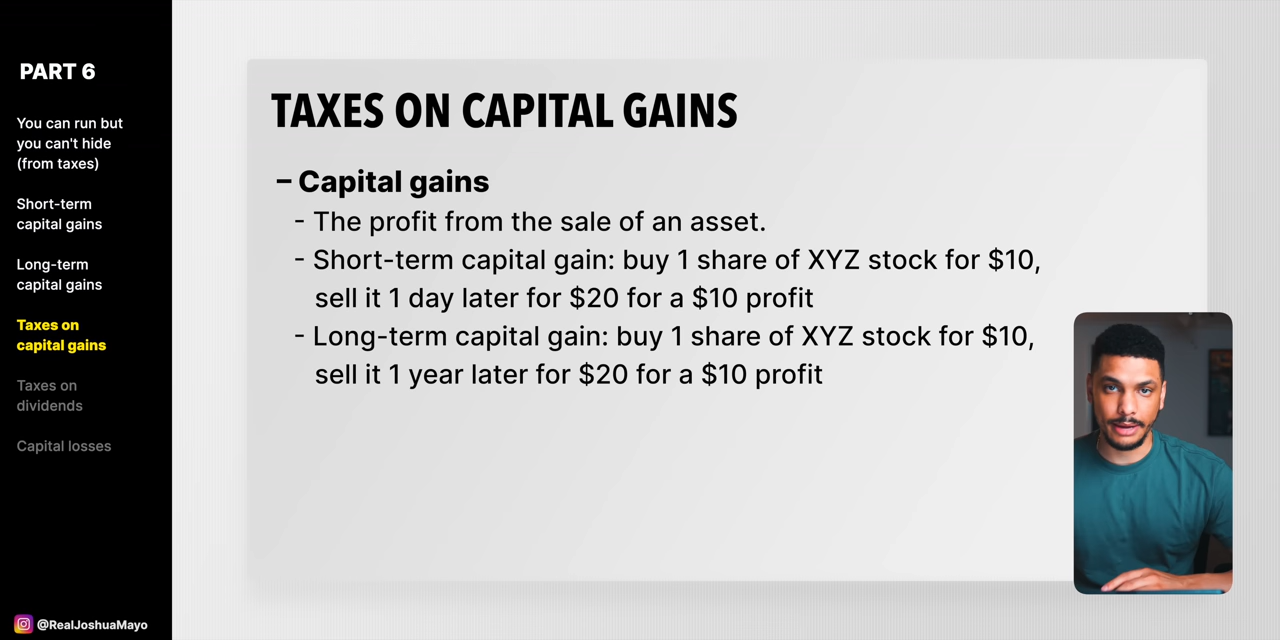 PART 6
You can run but
you can't hide
(from taxes)
Short-term
capital gains
Long-term
capital gains
Taxes on
capital gains
Taxes on
dividends
Capital losses
@RealJoshuaMayo
TAXES ON CAPITAL GAINS
– Capital gains
- The profit from the sale of an asset.
- Short-term capital gain: buy 1 share of XYZ stock for $10,
sell it 1 day later for $20 for a $10 profit
- Long-term capital gain: buy 1 share of XYZ stock for $10,
sell it 1 year later for $20 for a $10 profit